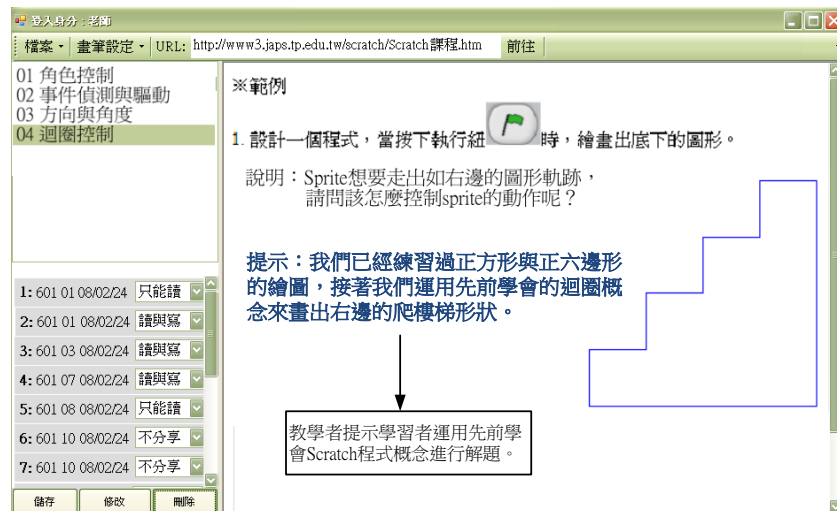 登入身分：老師
檔案 畫筆設定 URL: http://www3.japs.tp.edu.tw/scratch/Scratch課程.htm 前往
01 角色控制
02 事件偵測與驅動
03 方向與角度
04 迴圈控制
※範例
1. 設計一個程式，當按下執行紐時，繪畫出底下的圖形。
說明：Sprite想要走出如右邊的圖形軌跡，
請問該怎麼控制sprite的動作呢？
提示：我們已經練習過正方形與正六邊形
的繪圖，接著我們運用先前學會的迴圈概
念來畫出右邊的爬樓梯形狀。
教學者提示學習者運用先前學
會Scratch程式概念進行解題。
1: 601 01 08/02/24 只能讀
2: 601 01 08/02/24 讀與寫
3: 601 03 08/02/24 讀與寫
4: 601 07 08/02/24 讀與寫
5: 601 08 08/02/24 只能讀
6: 601 10 08/02/24 不分享
7: 601 10 08/02/24 不分享
儲存 修改 刪除